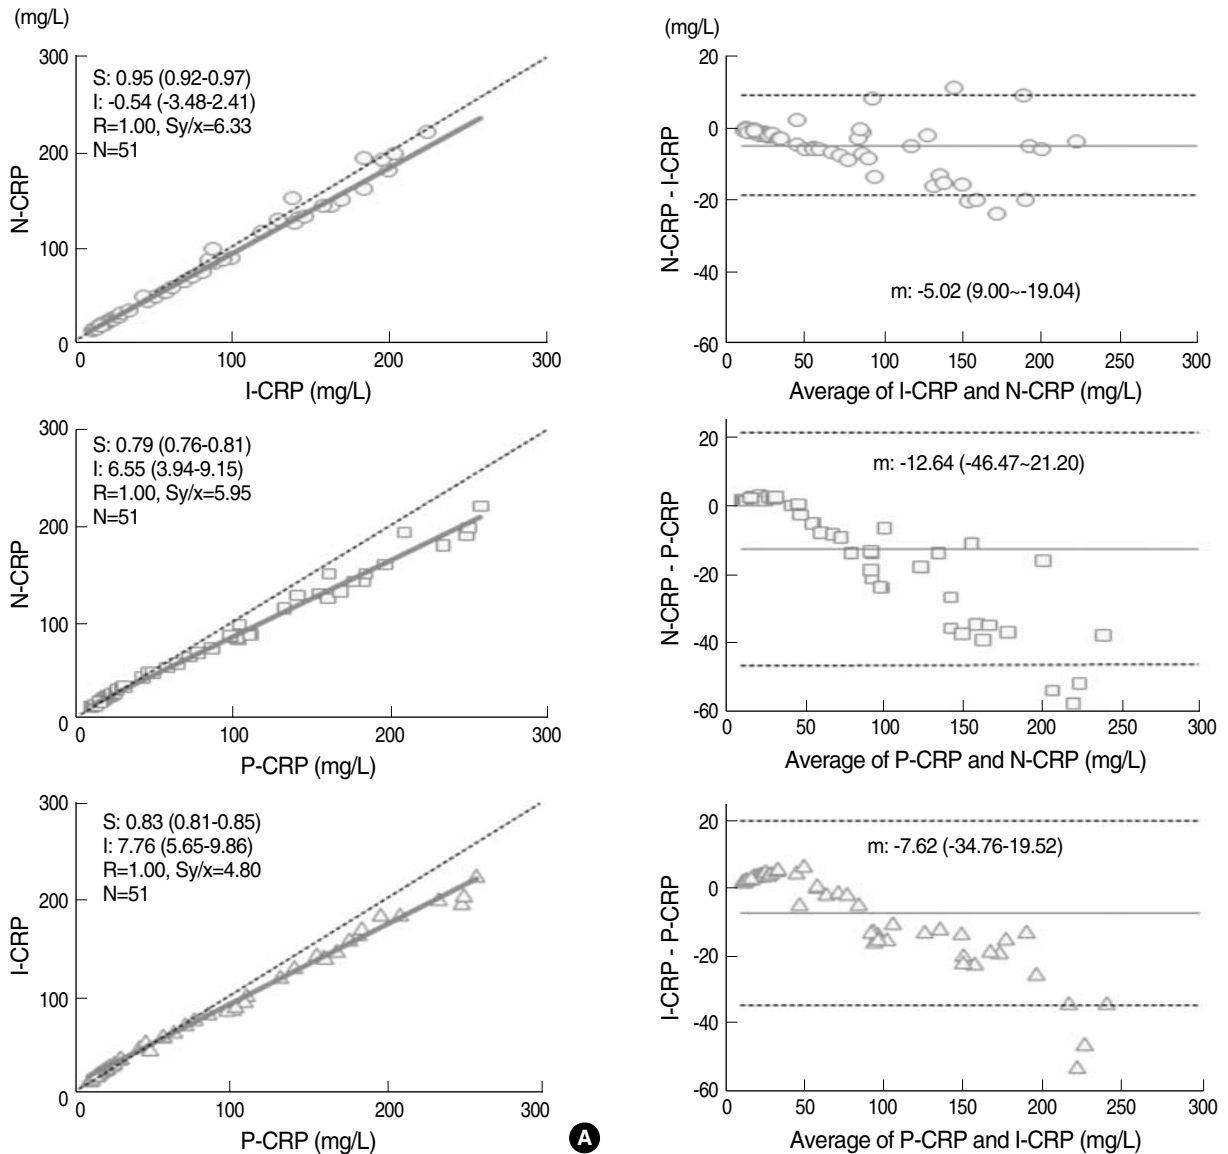 (mg/L)
300
200
100
0
N-CRP
S: 0.95 (0.92-0.97)
I: -0.54 (-3.48-2.41)
R=1.00, Sy/x=6.33
N=51
0 100 200 300
I-CRP (mg/L)
(mg/L)
20
0
-20
-40
-60
N-CRP - I-CRP
m: -5.02 (9.00~-19.04)
0 50 100 150 200 250 300
Average of I-CRP and N-CRP (mg/L)
300
200
100
0
N-CRP
S: 0.79 (0.76-0.81)
I: 6.55 (3.94-9.15)
R=1.00, Sy/x=5.95
N=51
0 100 200 300
P-CRP (mg/L)
20
0
-20
-40
-60
N-CRP - P-CRP
m: -12.64 (-46.47~21.20)
0 50 100 150 200 250 300
Average of P-CRP and N-CRP (mg/L)
300
200
100
0
I-CRP
S: 0.83 (0.81-0.85)
I: 7.76 (5.65-9.86)
R=1.00, Sy/x=4.80
N=51
0 100 200 300
P-CRP (mg/L)
A
20
0
-20
-40
-60
I-CRP - P-CRP
m: -7.62 (-34.76-19.52)
0 50 100 150 200 250 300
Average of P-CRP and I-CRP (mg/L)